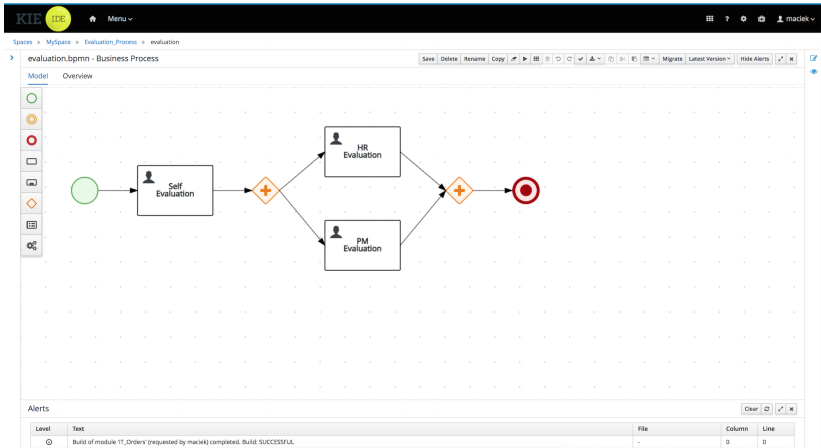 KIE IDE Menu ? maciek
Spaces » MySpace » Evaluation_Process » evaluation
evaluation.bpmn - Business Process
Save Delete Rename Copy Migrate Latest Version Hide Alerts
Model Overview
HR
Evaluation
Self
Evaluation
PM
Evaluation
Alerts
Clear
Level Text File Column Line
Build of module 'IT_Orders' (requested by maciek) completed. Build: SUCCESSFUL - 0 0